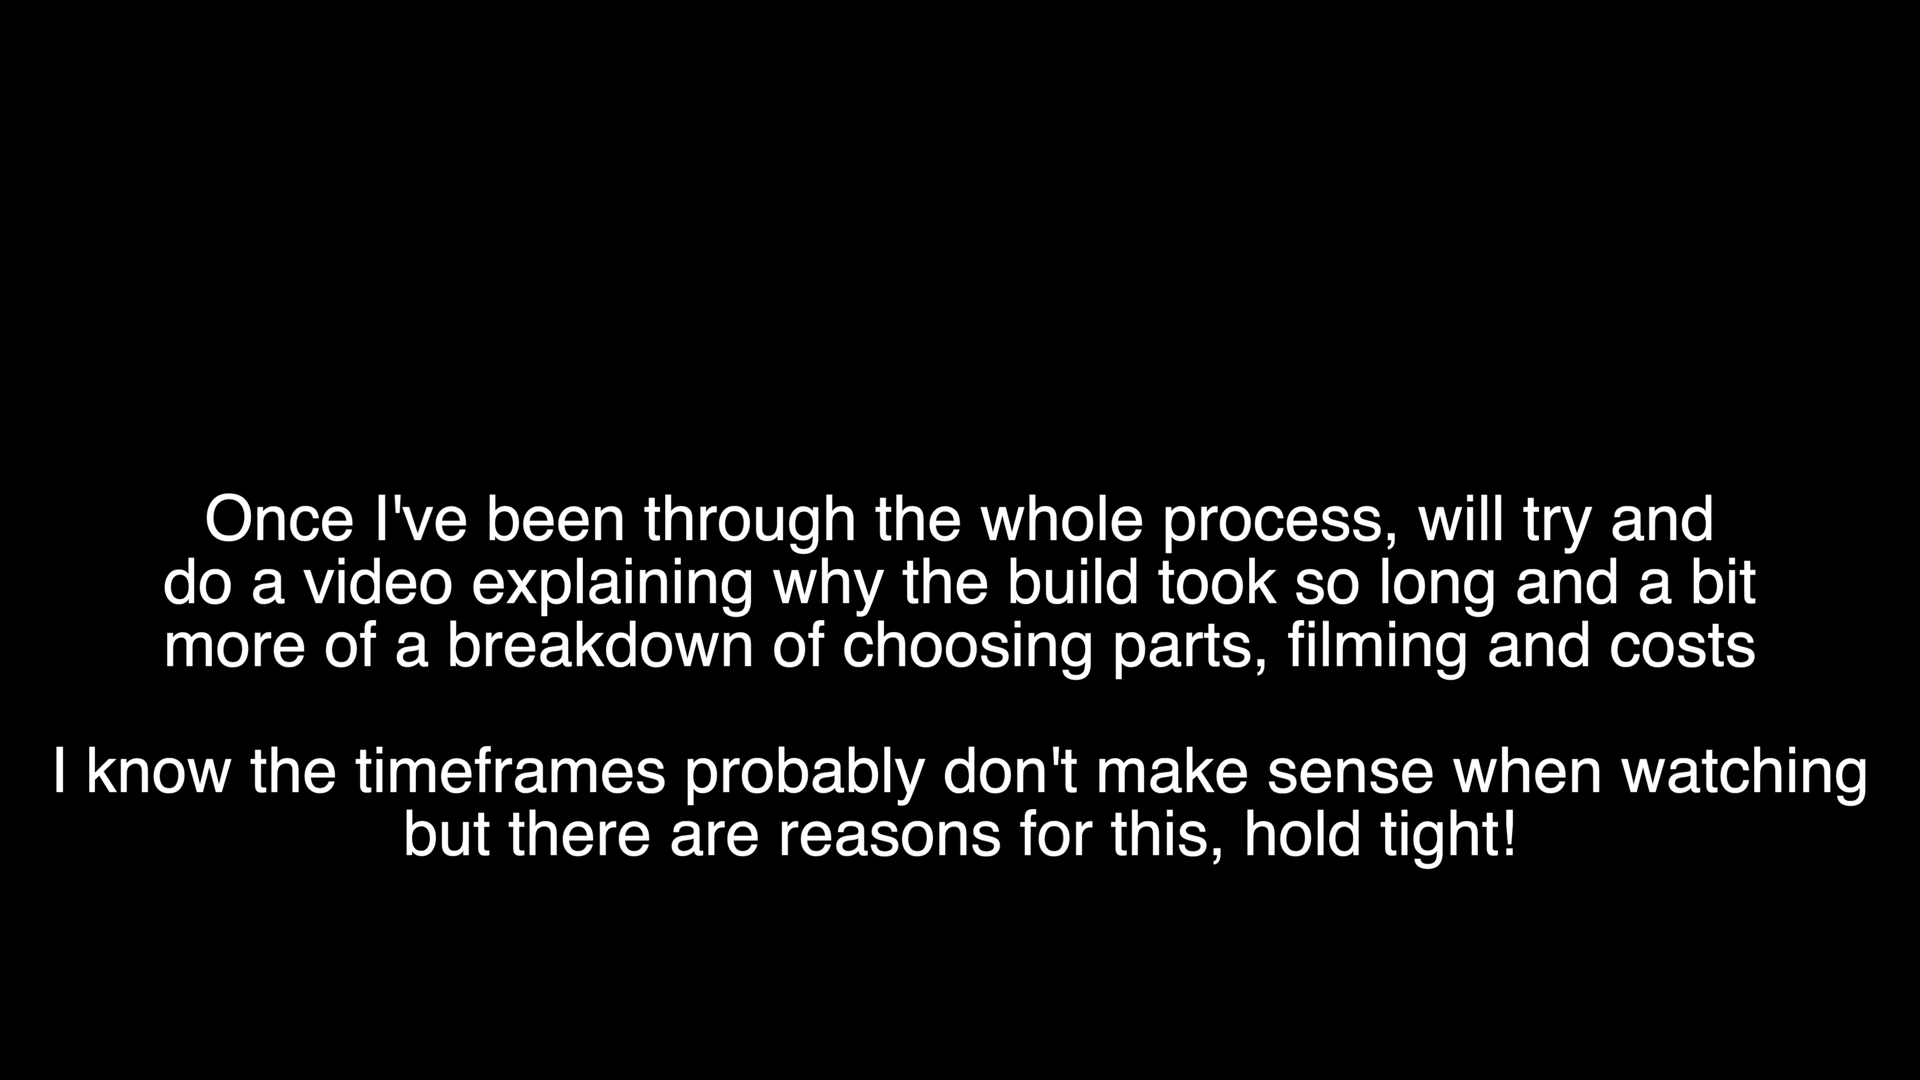 Once I've been through the whole process, will try and
do a video explaining why the build took so long and a bit
more of a breakdown of choosing parts, filming and costs
I know the timeframes probably don't make sense when watching
but there are reasons for this, hold tight!